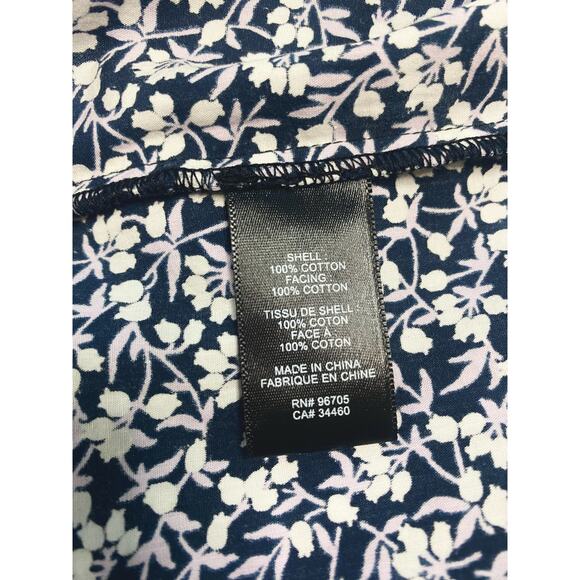 SHELL :
100% COTTON
FACING :
100% COTTON
TISSU DE SHELL :
100% COTTON
FACE À :
100% COTON
MADE IN CHINA
FABRIQUE EN CHINE
RN# 96705
CA# 34460